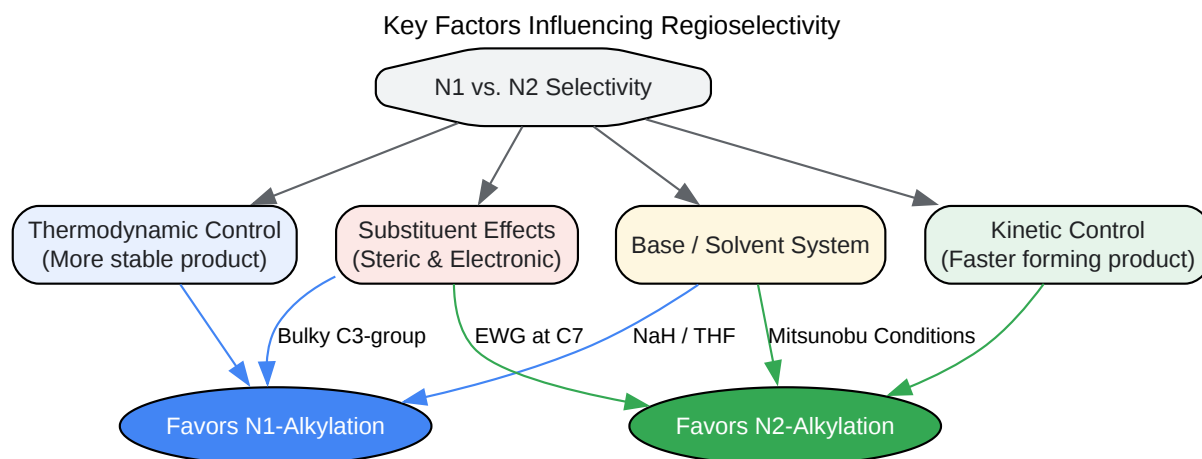 Key Factors Influencing Regioselectivity
N1 vs. N2 Selectivity
Thermodynamic Control
(More stable product)
Substituent Effects
(Steric & Electronic)
Base / Solvent System
Kinetic Control
(Faster forming product)
Bulky C3-group
EWG at C7
NaH / THF
Mitsunobu Conditions
Favors N1-Alkylation
Favors N2-Alkylation